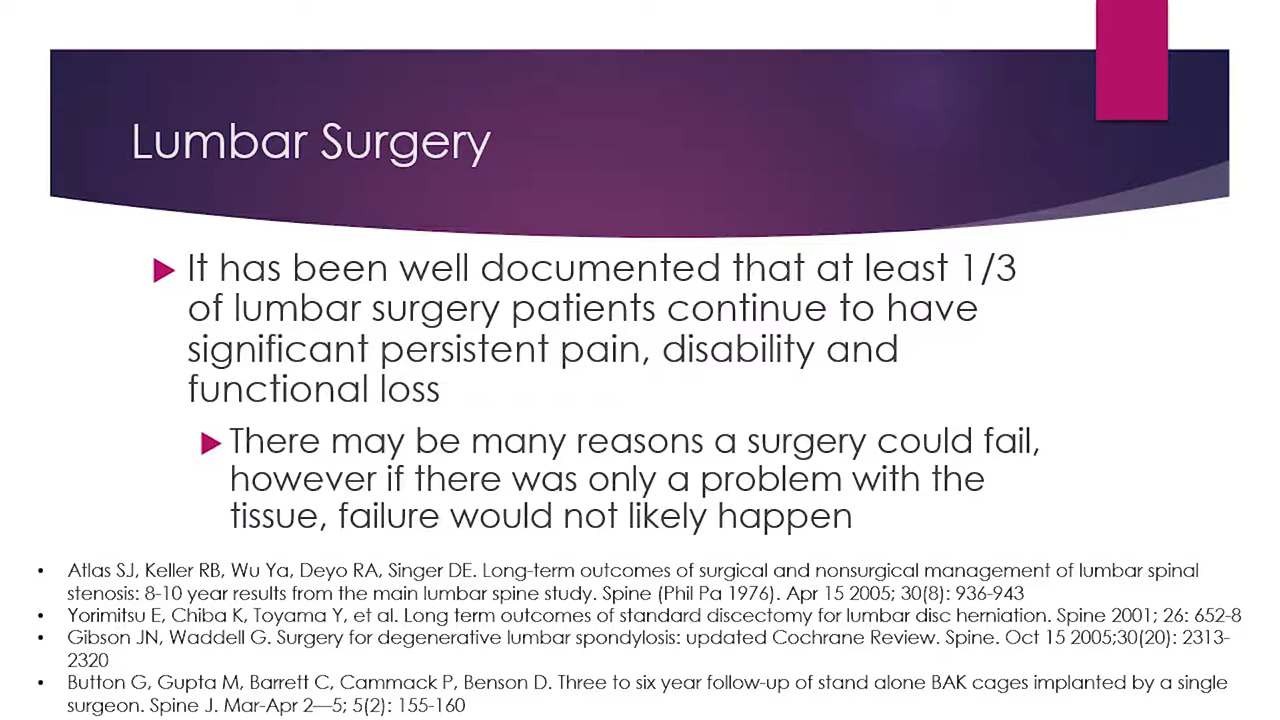 Lumbar Surgery
It has been well documented that at least 1/3
of lumbar surgery patients continue to have
significant persistent pain, disability and
functional loss
There may be many reasons a surgery could fail,
however if there was only a problem with the
tissue, failure would not likely happen
• Atlas SJ, Keller RB, Wu Ya, Deyo RA, Singer DE. Long-term outcomes of surgical and nonsurgical management of lumbar spinal
stenosis: 8-10 year results from the main lumbar spine study. Spine (Phil Pa 1976). Apr 15 2005; 30(8): 936-943
• Yorimitsu E, Chiba K, Toyama Y, et al. Long term outcomes of standard discectomy for lumbar disc herniation. Spine 2001; 26: 652-8
• Gibson JN, Waddell G. Surgery for degenerative lumbar spondylosis: updated Cochrane Review. Spine. Oct 15 2005;30(20): 2313-
2320
• Button G, Gupta M, Barrett C, Cammack P, Benson D. Three to six year follow-up of stand alone BAK cages implanted by a single
surgeon. Spine J. Mar-Apr 2—5; 5(2): 155-160